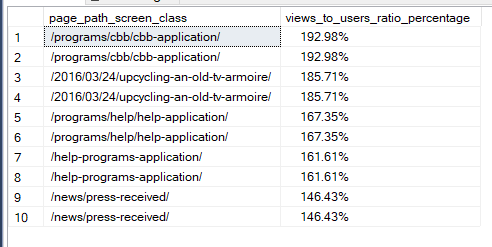 page_path_screen_class views_to_users_ratio_percentage
1 /programs/cbb/cbb-application/ 192.98%
2 /programs/cbb/cbb-application/ 192.98%
3 /2016/03/24/upcycling-an-old-tv-armoire/ 185.71%
4 /2016/03/24/upcycling-an-old-tv-armoire/ 185.71%
5 /programs/help/help-application/ 167.35%
6 /programs/help/help-application/ 167.35%
7 /help-programs-application/ 161.61%
8 /help-programs-application/ 161.61%
9 /news/press-received/ 146.43%
10 /news/press-received/ 146.43%